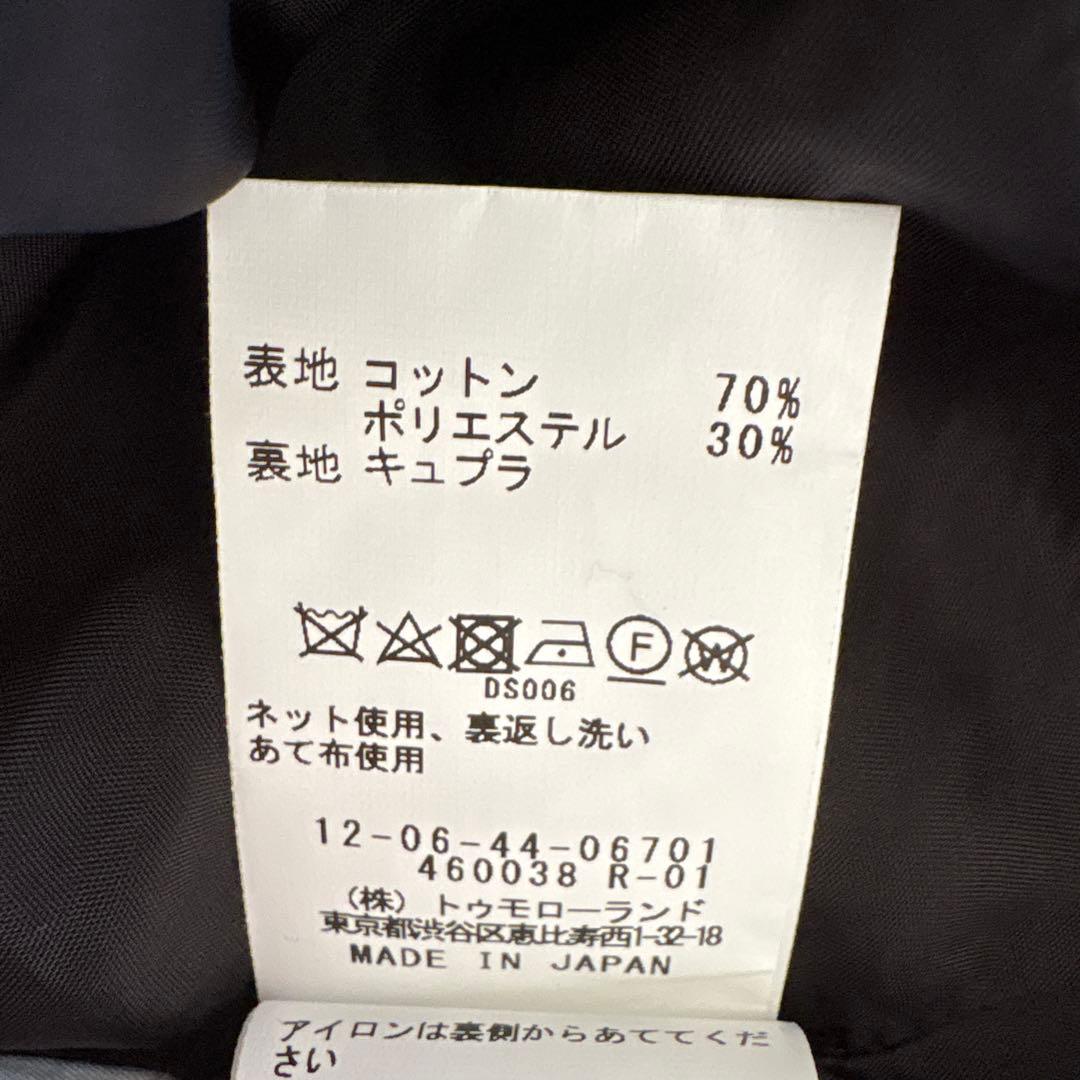 表地 コットン 70%
ポリエステル 30%
裏地 キュプラ
F W
DS006
ネット使用、裏返し洗い
あて布使用
12-06-44-06701
460038 R-01
(株) トゥモローランド
東京都渋谷区恵比寿西1-32-18
MADE IN JAPAN
アイロンは裏側からあててくだ
さい